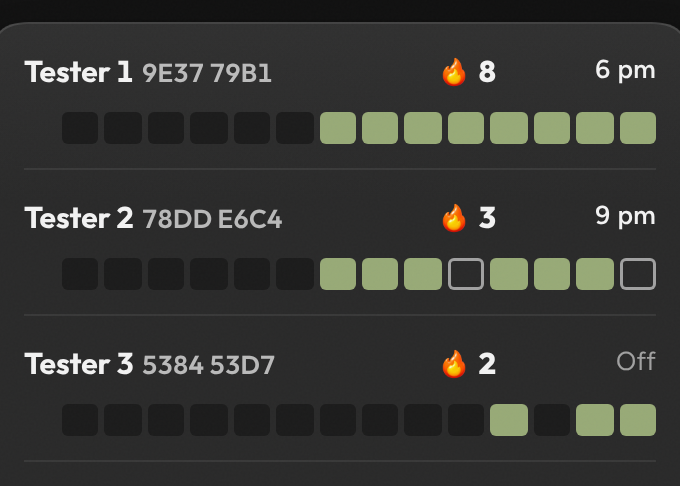 Tester 1 9E37 79B1 🔥 8 6 pm
Tester 2 78DD E6C4 🔥 3 9 pm
Tester 3 5384 53D7 🔥 2 Off